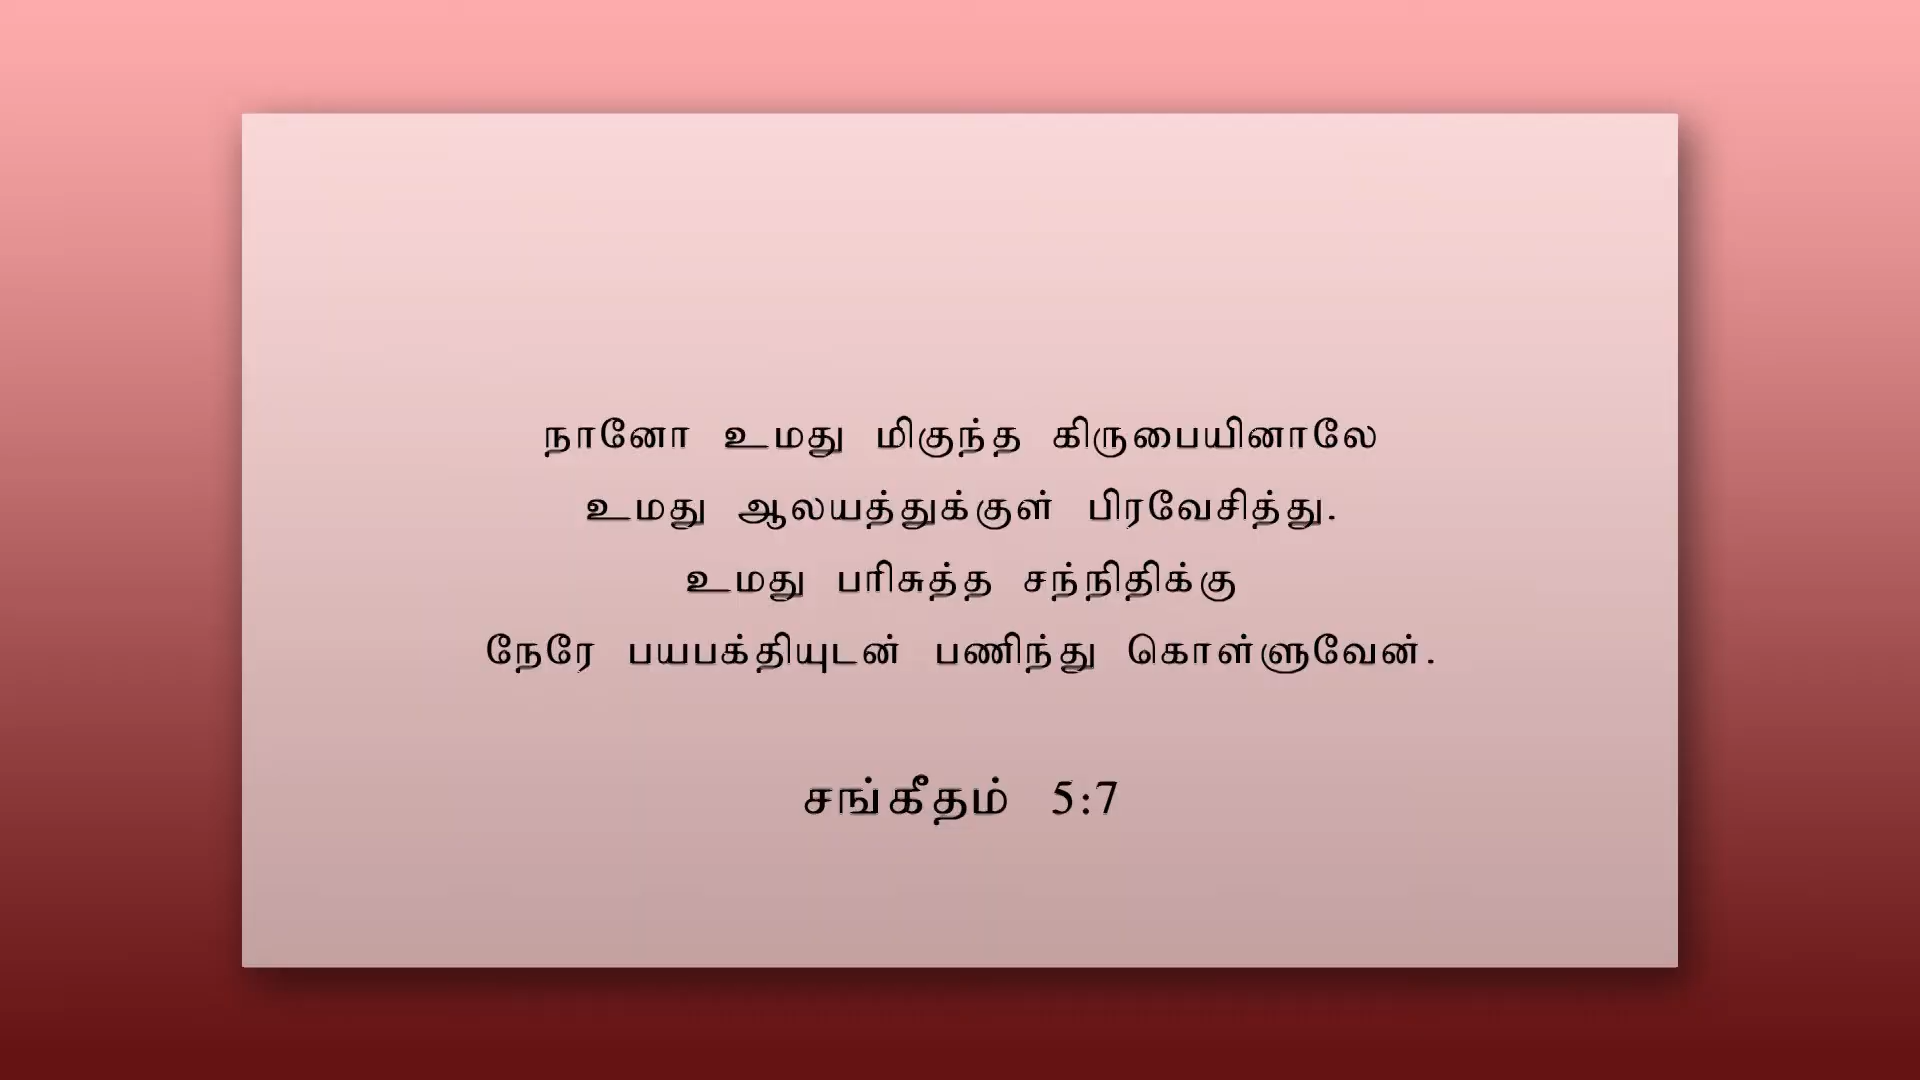 நானோ உமது மிகுந்த கிருபையினாலே
உமது ஆலயத்துக்குள் பிரவேசித்து.
உமது பரிசுத்த சந்நிதிக்கு
நேரே பயபக்தியுடன் பணிந்து கொள்ளுவேன்.
சங்கீதம் 5:7